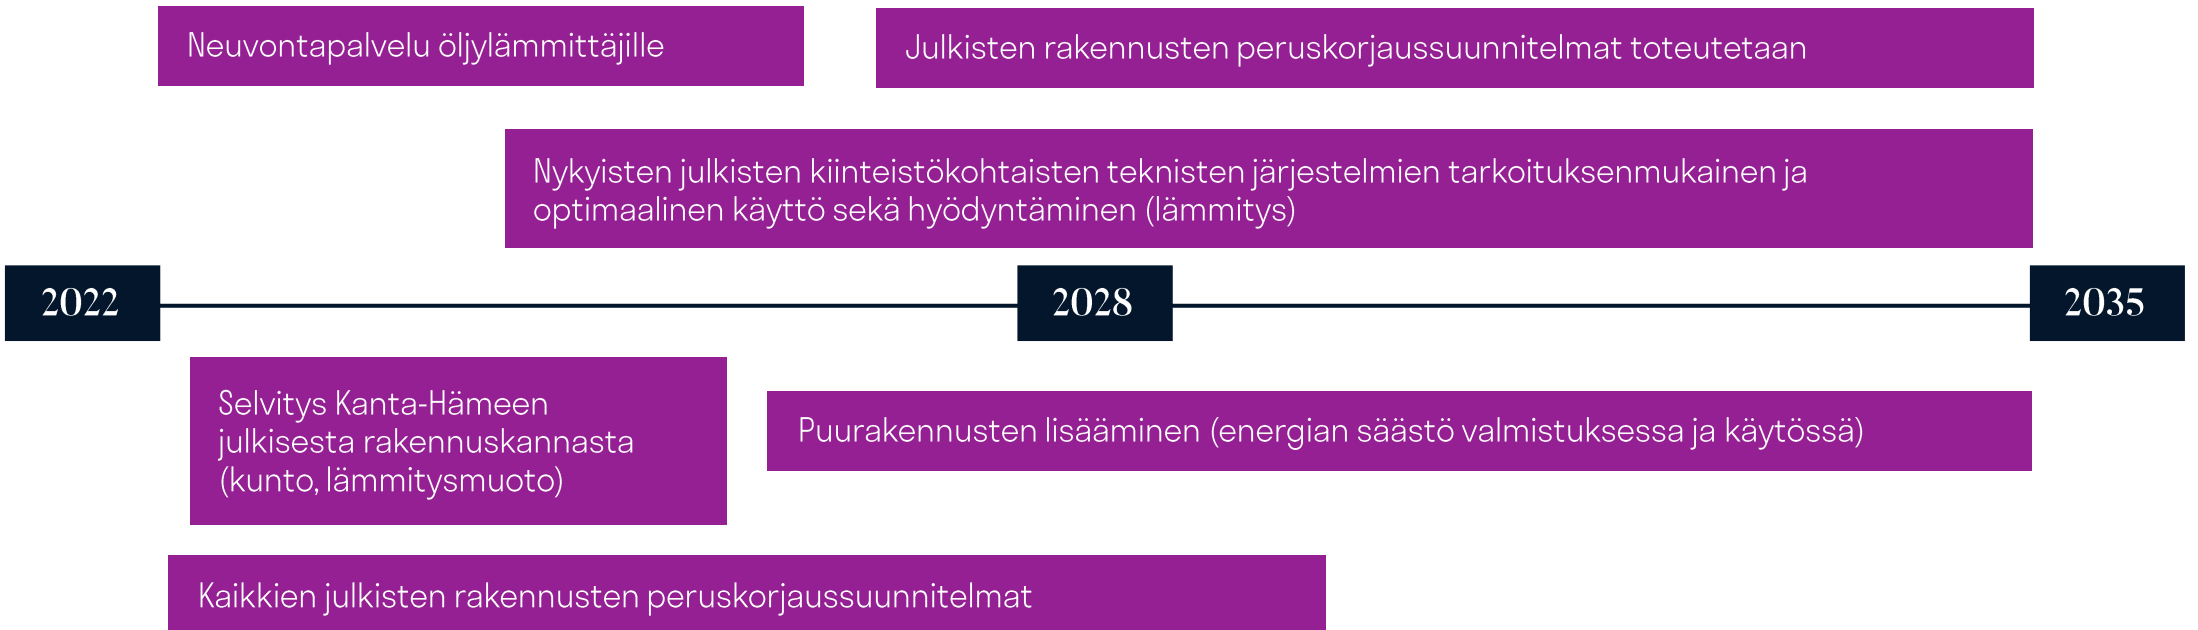 Neuvontapalvelu öljylämmittäjille
Julkisten rakennusten peruskorjaussuunnitelmat toteutetaan
Nykyisten julkisten kiinteistökohtaisten teknisten järjestelmien tarkoituksenmukainen ja
optimaalinen käyttö sekä hyödyntäminen (lämmitys)
2022
2028
2035
Selvitys Kanta-Hämeen
julkisesta rakennuskannasta
(kunto, lämmitysmuoto)
Puurakennusten lisääminen (energian säästö valmistuksessa ja käytössä)
Kaikkien julkisten rakennusten peruskorjaussuunnitelmat